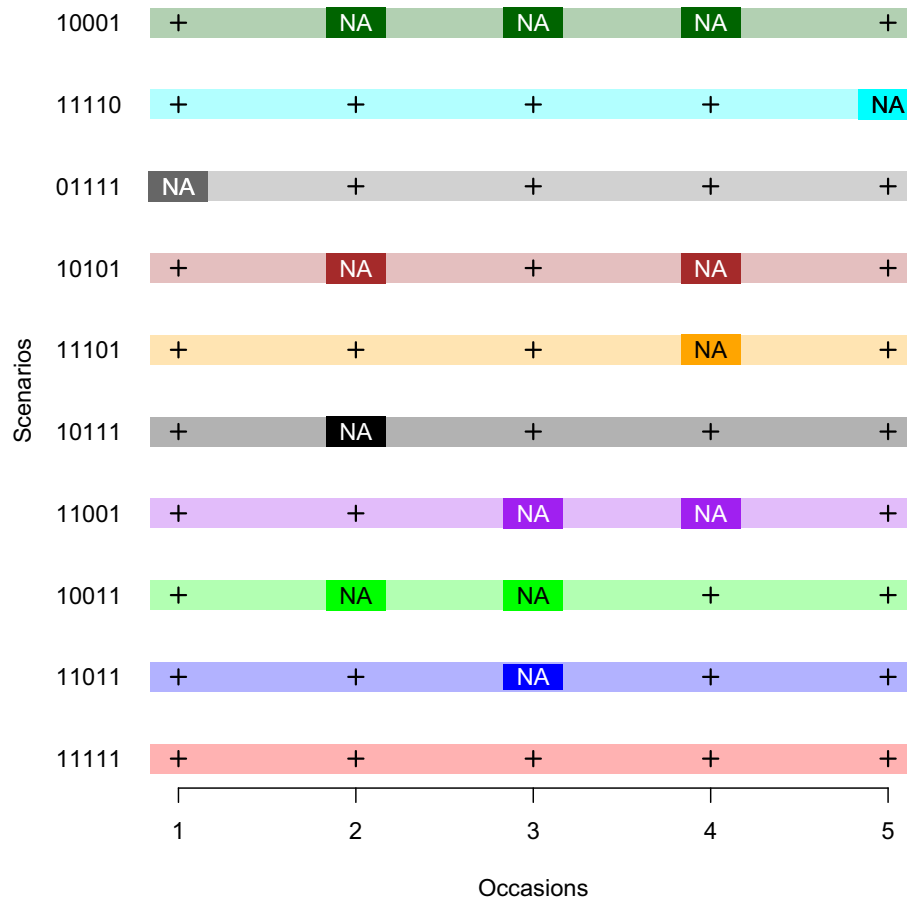 10001 + NA NA NA +
11110 + + + + NA
01111 NA + + + +
10101 + NA + NA +
11101 + + + NA +
10111 + NA + + +
11001 + + NA NA +
10011 + NA NA + +
11011 + + NA + +
11111 + + + + +
Scenarios
1 2 3 4 5
Occasions